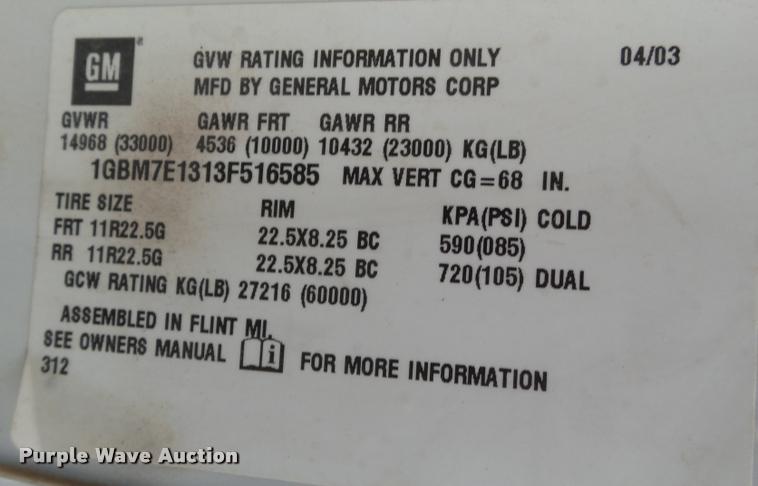 GM
GVW RATING INFORMATION ONLY 04/03
MFD BY GENERAL MOTORS CORP
GVWR GAWR FRT GAWR RR
14968 (33000) 4536 (10000) 10432 (23000) KG(LB)
1GBM7E1313F516585 MAX VERT CG=68 IN.
TIRE SIZE RIM KPA(PSI) COLD
FRT 11R22.5G 22.5X8.25 BC 590(085)
RR 11R22.5G 22.5X8.25 BC 720(105) DUAL
GCW RATING KG(LB) 27216 (60000)
ASSEMBLED IN FLINT MI.
SEE OWNERS MANUAL i FOR MORE INFORMATION
312
Purple Wave Auction